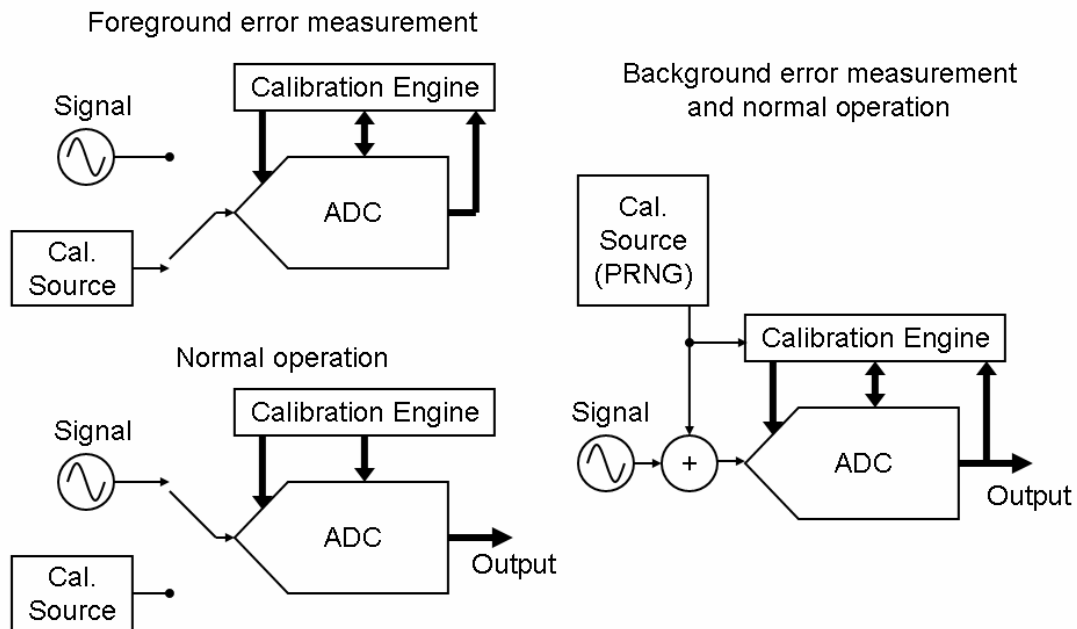 Foreground error measurement
Calibration Engine
Signal
ADC
Cal.
Source
Normal operation
Calibration Engine
Signal
ADC
Output
Cal.
Source
Background error measurement
and normal operation
Cal.
Source
(PRNG)
Calibration Engine
Signal
+
ADC
Output